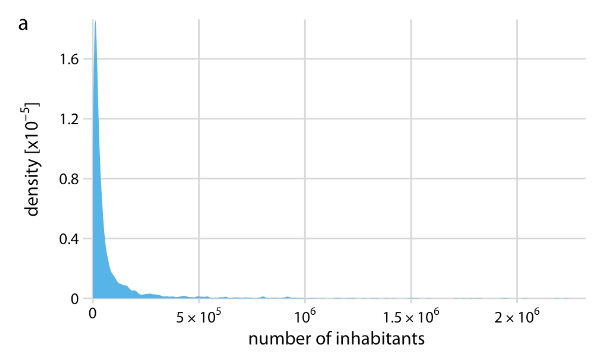 a
density [x10⁻⁵]
1.6
1.2
0.8
0.4
0
0 5 × 10⁵ 10⁶ 1.5 × 10⁶ 2 × 10⁶
number of inhabitants